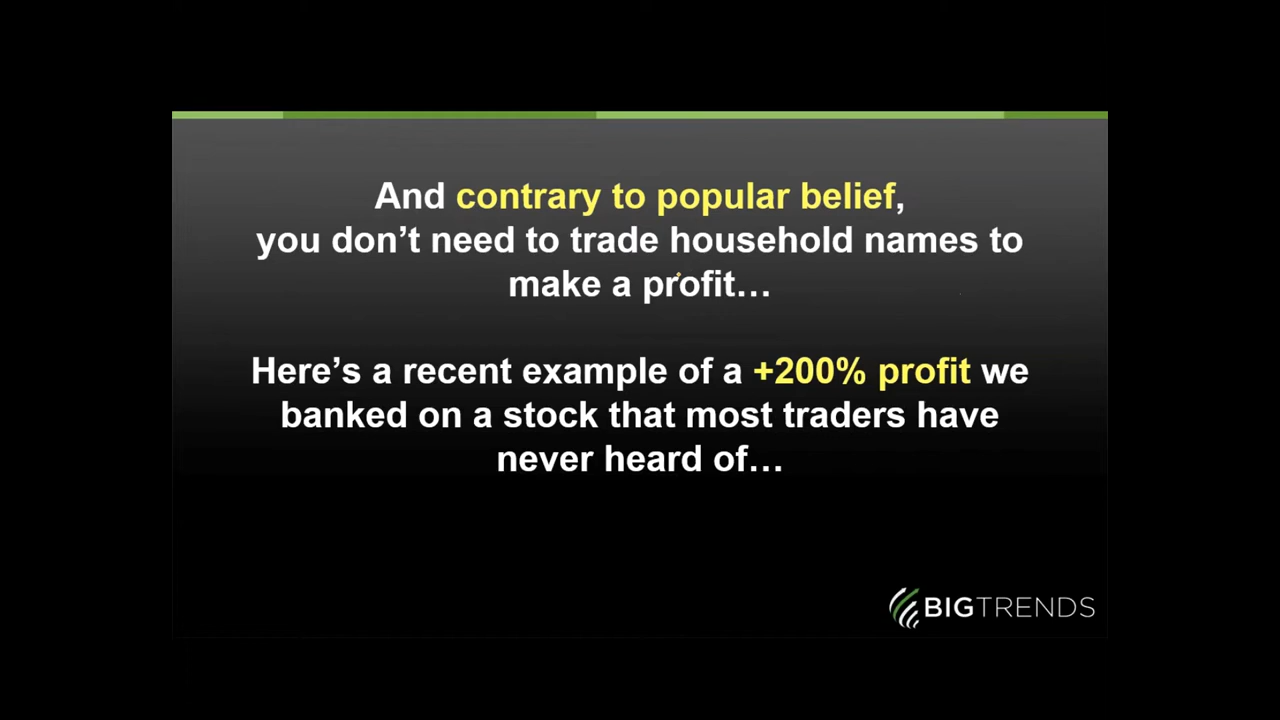 And contrary to popular belief,
you don’t need to trade household names to
make a profit…
Here’s a recent example of a +200% profit we
banked on a stock that most traders have
never heard of…
BIGTRENDS